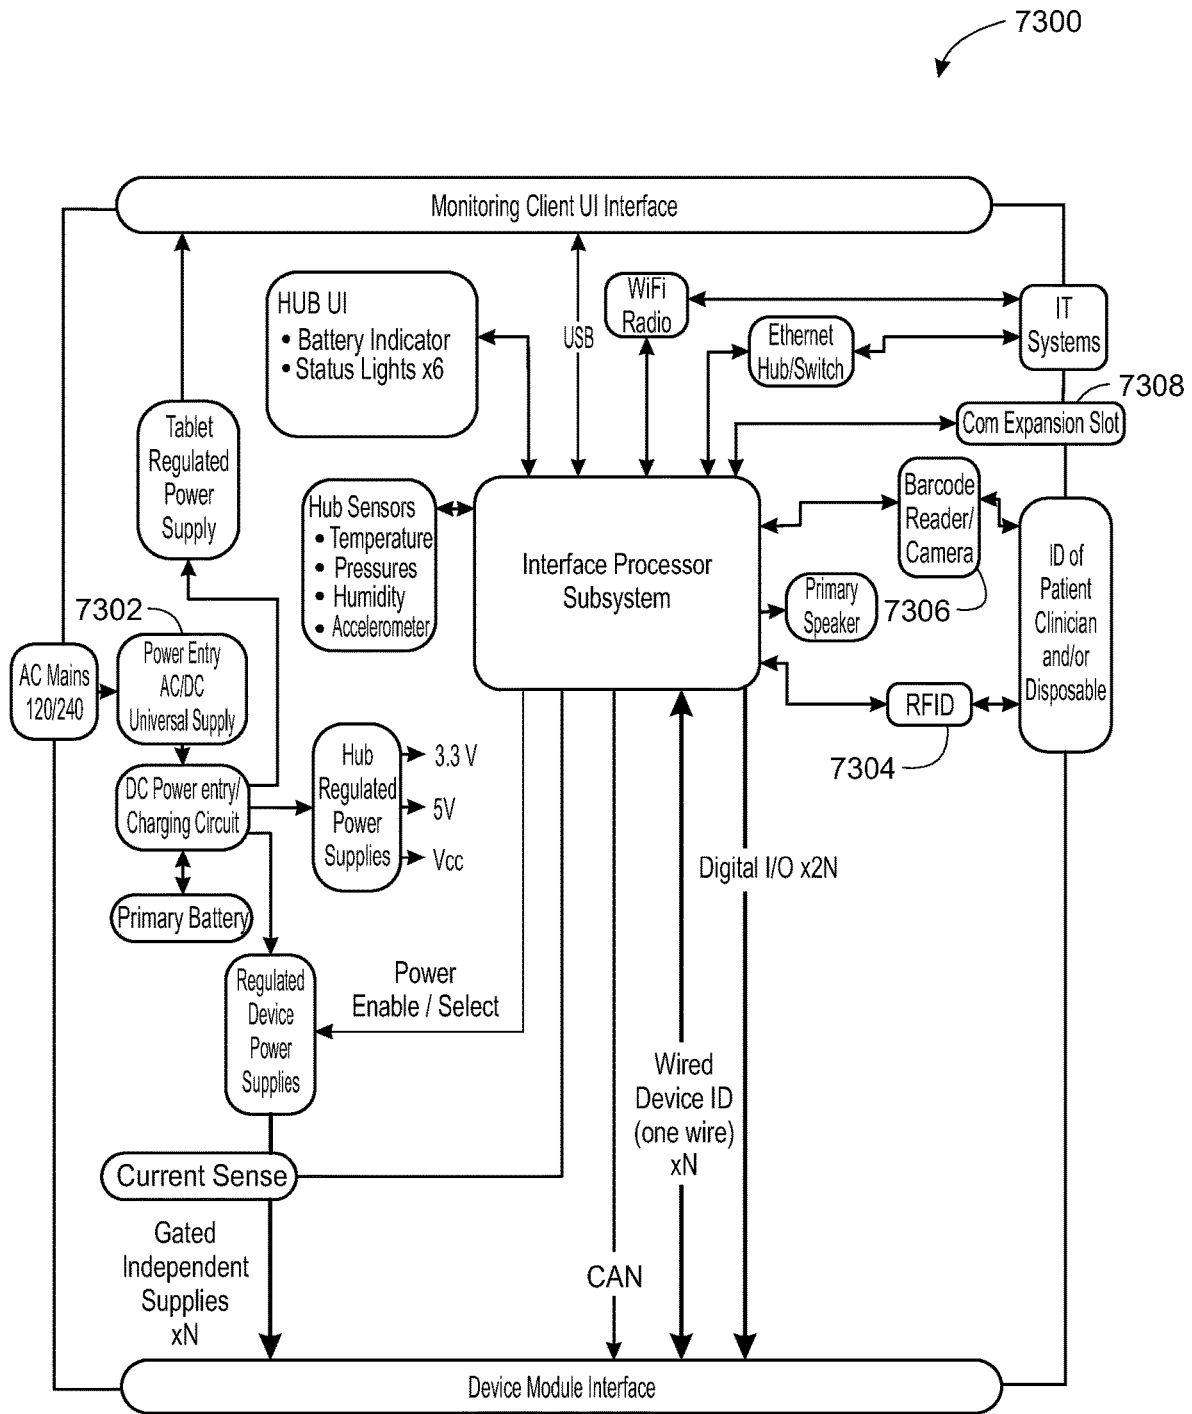 7300
Monitoring Client UI Interface
HUB UI
• Battery Indicator
• Status Lights x6
USB
WiFi
Radio
Ethernet
Hub/Switch
IT
Systems
7308
Com Expansion Slot
Tablet
Regulated
Power
Supply
Hub Sensors
• Temperature
• Pressures
• Humidity
• Accelerometer
Interface Processor
Subsystem
Barcode
Reader/
Camera
7306
Primary
Speaker
ID of
Patient
Clinician
and/or
Disposable
RFID
7304
7302
AC Mains
120/240
Power Entry
AC/DC
Universal Supply
DC Power entry/
Charging Circuit
Primary Battery
Hub
Regulated
Power
Supplies
3.3 V
5V
Vcc
Digital I/O x2N
Regulated
Device
Power
Supplies
Power
Enable / Select
Wired
Device ID
(one wire)
xN
Current Sense
Gated
Independent
Supplies
xN
CAN
Device Module Interface